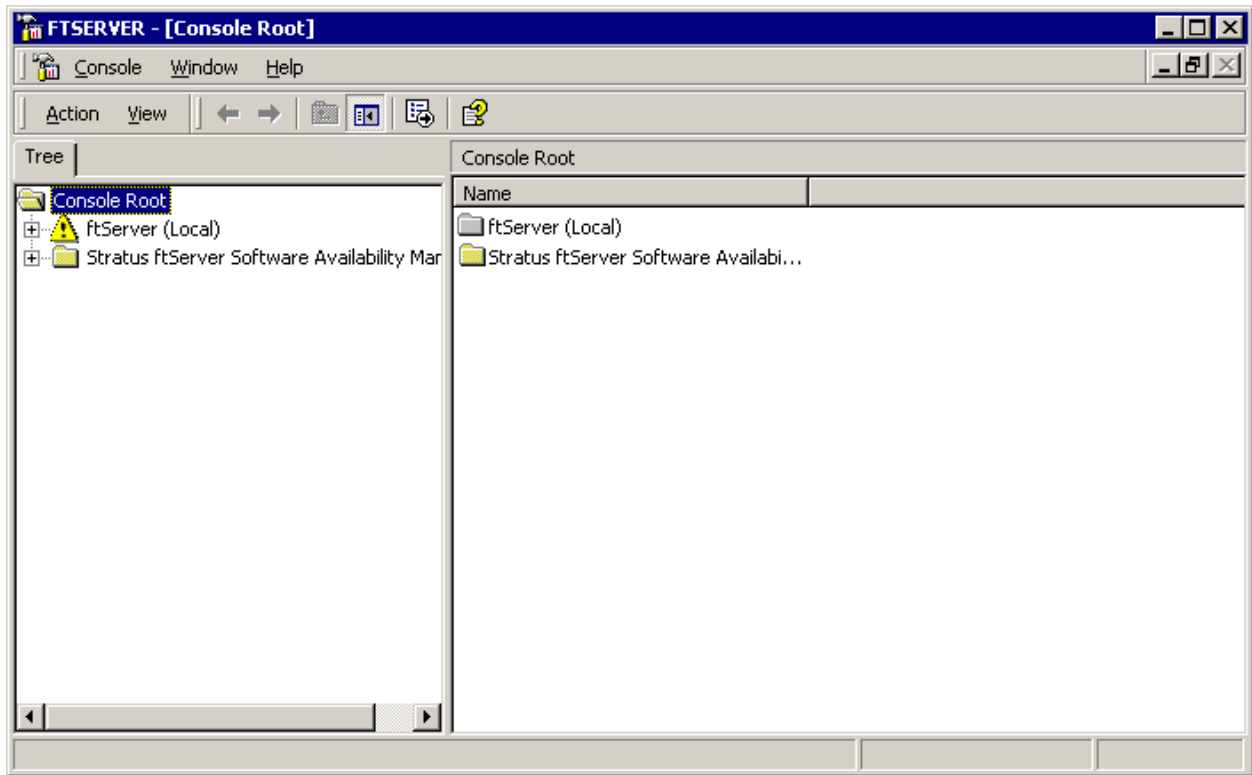 FTSERVER - [Console Root]
Console Window Help
Action View
Tree
Console Root
Console Root
Name
ftServer (Local)
ftServer (Local)
Stratus ftServer Software Availability Mar
Stratus ftServer Software Availabi...